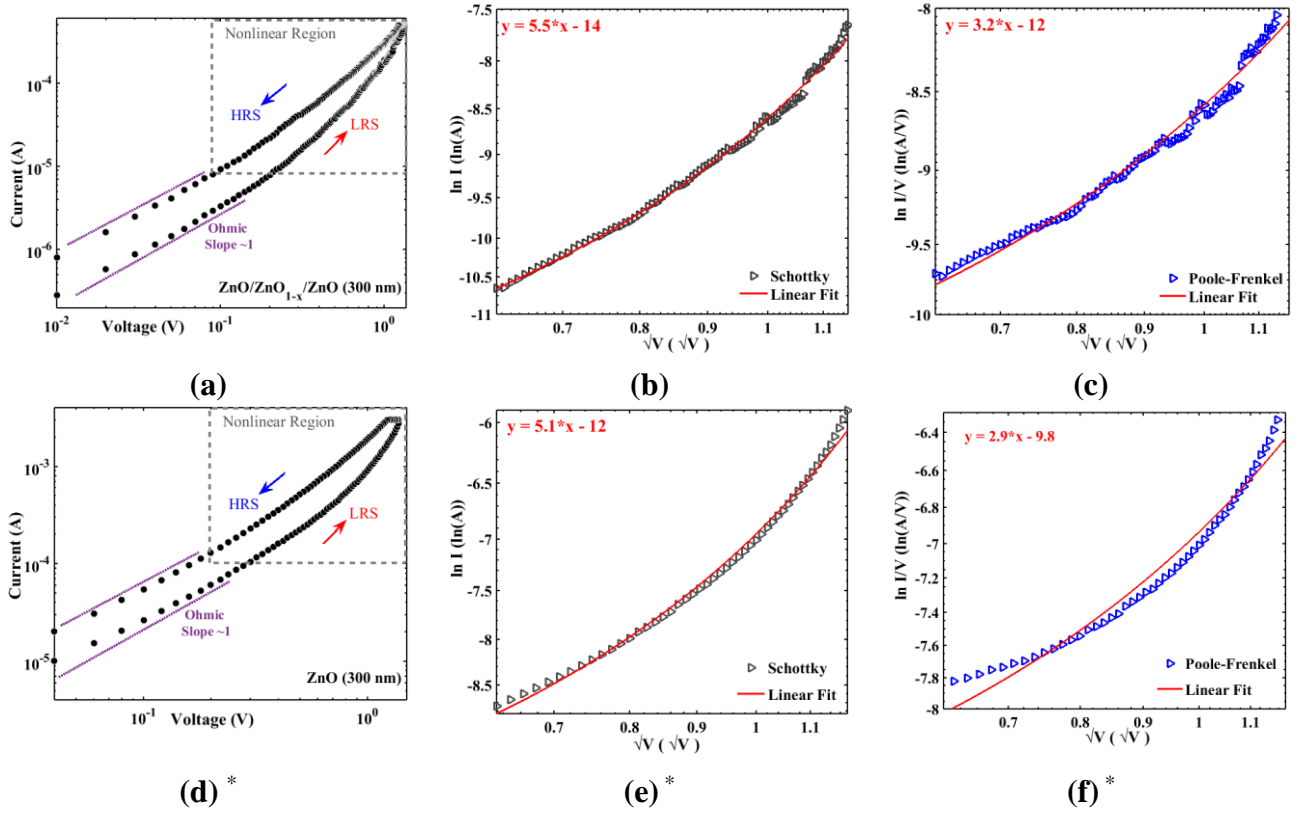 Nonlinear Region
HRS
LRS
Ohmic
Slope ~1
ZnO/ZnO1-x/ZnO (300 nm)
Current (A)
10-4
10-5
10-6
10-2
10-1
100
Voltage (V)
(a)
y = 5.5*x - 14
Schottky
Linear Fit
ln I (ln(A))
-7.5
-8
-8.5
-9
-9.5
-10
-10.5
-11
0.7
0.8
0.9
1
1.1
√V ( √V )
(b)
y = 3.2*x - 12
Poole-Frenkel
Linear Fit
ln I/V (ln(A/V))
-8
-8.5
-9
-9.5
-10
0.7
0.8
0.9
1
1.1
√V ( √V )
(c)
Nonlinear Region
HRS
LRS
Ohmic
Slope ~1
ZnO (300 nm)
Current (A)
10-3
10-4
10-5
10-1
100
Voltage (V)
(d) *
y = 5.1*x - 12
Schottky
Linear Fit
ln I (ln(A))
-6
-6.5
-7
-7.5
-8
-8.5
0.7
0.8
0.9
1
1.1
√V ( √V )
(e) *
y = 2.9*x - 9.8
Poole-Frenkel
Linear Fit
ln I/V (ln(A/V))
-6.4
-6.6
-6.8
-7
-7.2
-7.4
-7.6
-7.8
-8
0.7
0.8
0.9
1
1.1
√V ( √V )
(f) *